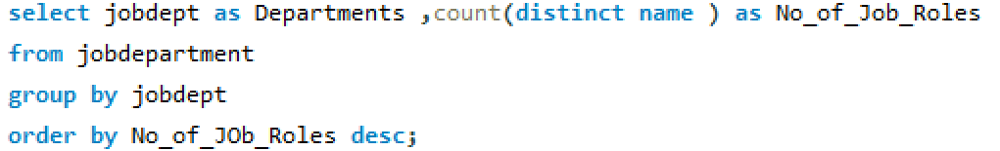 select jobdept as Departments ,count(distinct name ) as No_of_Job_Roles
from jobdepartment
group by jobdept
order by No_of_JOb_Roles desc;